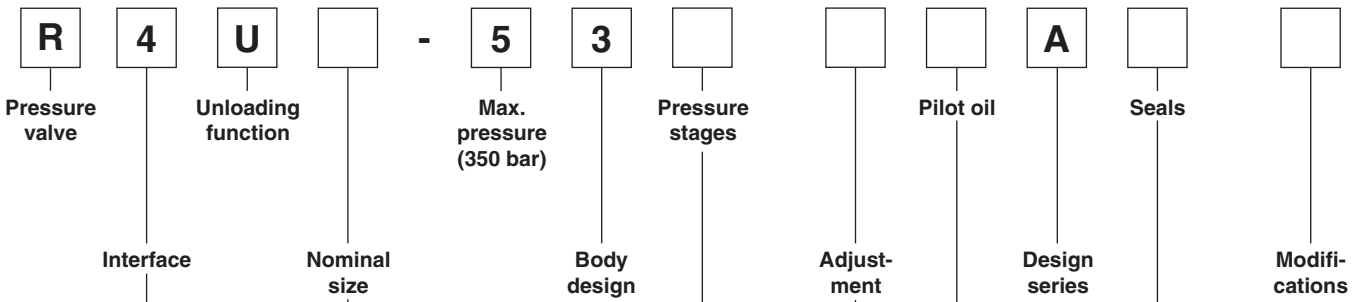 R 4 U - 5 3 A
Pressure
valve
Unloading
function
Max.
pressure
(350 bar)
Pressure
stages
Pilot oil
Seals
Interface
Nominal
size
Body
design
Adjust-
ment
Design
series
Modifi-
cations